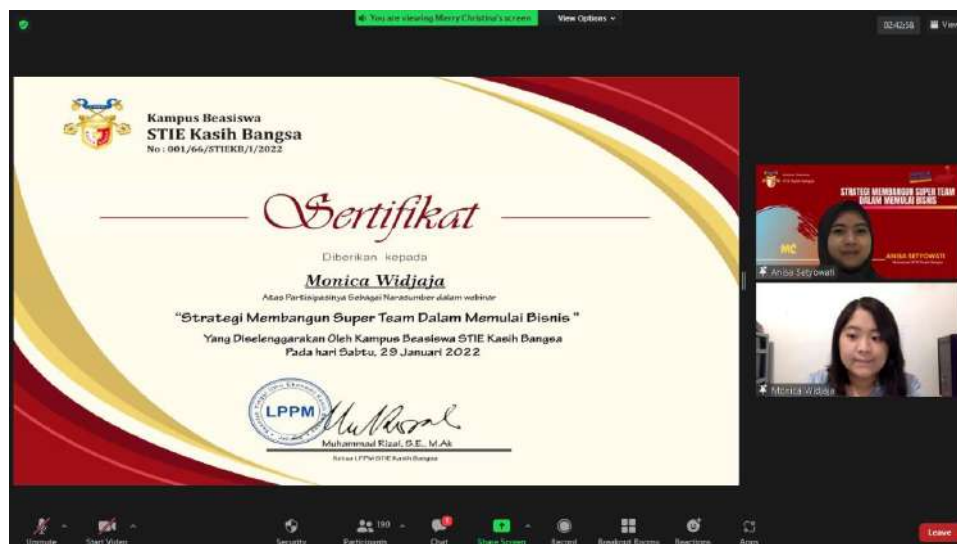 You are viewing Merry Christina's screen
View Options
02:42:58
View
Kampus Beasiswa
STIE Kasih Bangsa
No : 001/66/STIEKB/I/2022
Sertifikat
Diberikan kepada
Monica Widjaja
Atas Partisipasinya Sebagai Narasumber dalam webinar
"Strategi Membangun Super Team Dalam Memulai Bisnis "
Yang Diselenggarakan Oleh Kampus Beasiswa STIE Kasih Bangsa
Pada hari Sabtu, 29 Januari 2022
LPPM
Muhammad Rizal, S.E., M.Ak
Ketua LPPM STIE Kasih Bangsa
STRATEGI MEMBANGUN SUPER TEAM
DALAM MEMULAI BISNIS
MC
ANISA SETYOWATI
Anisa Setyowati
Monica Widjaja
Unmute
Start Video
Security
190
Participants
Chat
Share Screen
Record
Breakout Rooms
Reactions
Apps
Leave